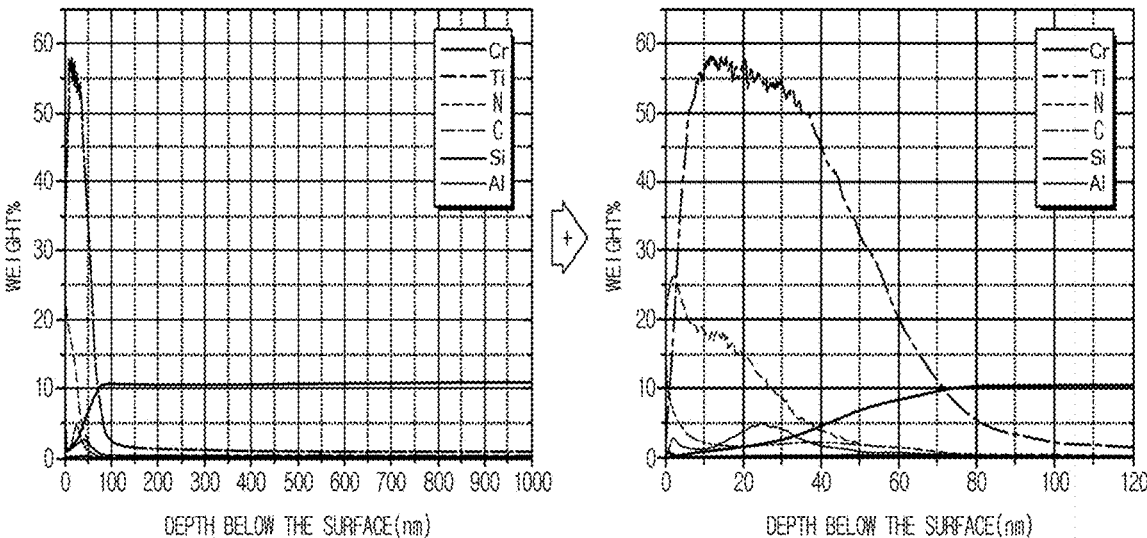 60
50
40
30
20
10
0
WEIGHT%
Cr
Ti
N
C
Si
Al
0 100 200 300 400 500 600 700 800 900 1000
DEPTH BELOW THE SURFACE(nm)
+
60
50
40
30
20
10
0
WEIGHT%
Cr
Ti
N
C
Si
Al
0 20 40 60 80 100 120
DEPTH BELOW THE SURFACE(nm)